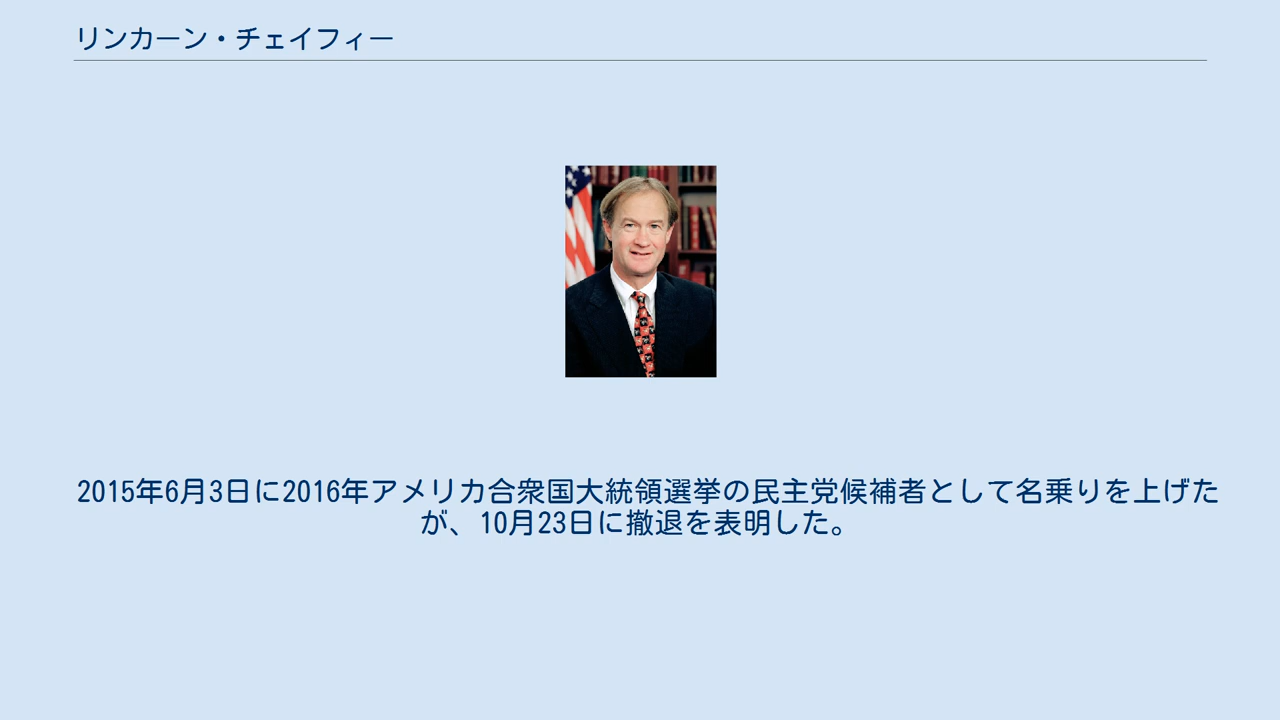 リンカーン・チェイフィー
2015年6月3日に2016年アメリカ合衆国大統領選挙の民主党候補者として名乗りを上げた
が、10月23日に撤退を表明した。